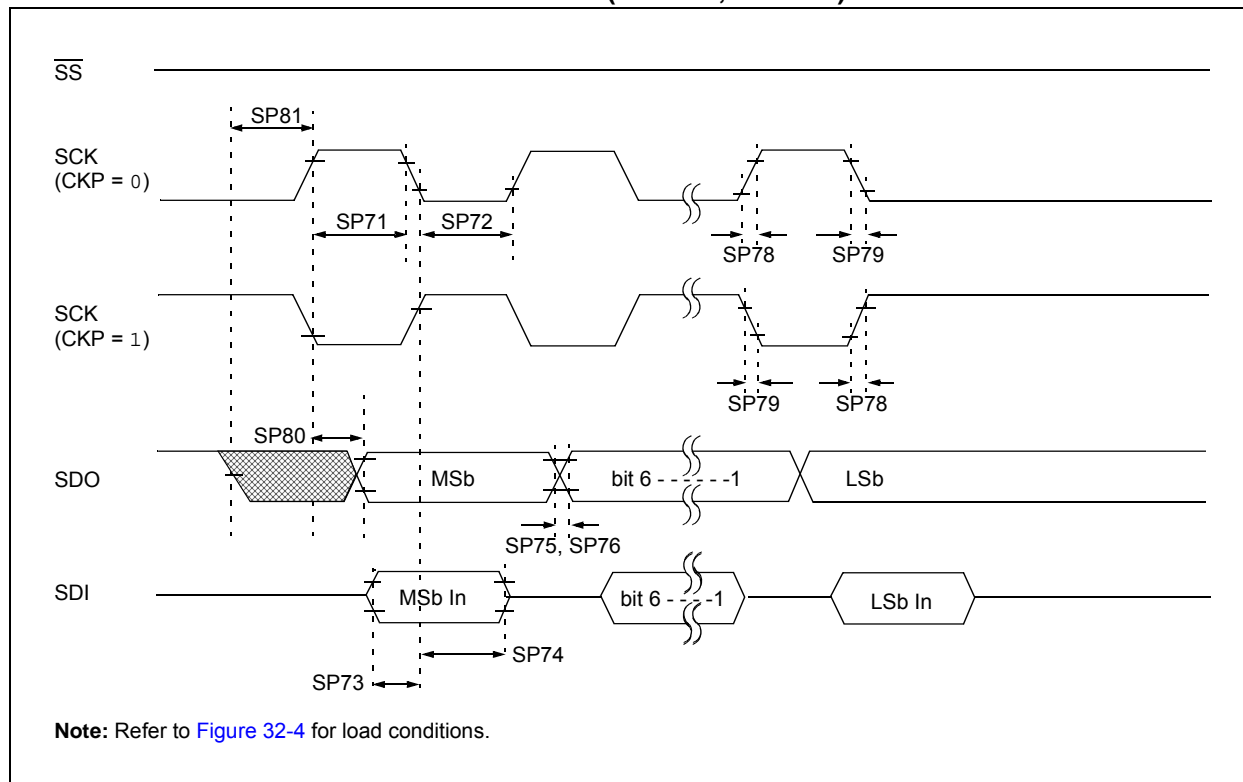 SS
SP81
SCK
(CKP = 0)
SP71
SP72
SP78
SP79
SCK
(CKP = 1)
SP79
SP78
SP80
SDO
MSb
bit 6 - - - - - -1
LSb
SP75, SP76
SDI
MSb In
bit 6 - - - - -1
LSb In
SP74
SP73
Note: Refer to Figure 32-4 for load conditions.